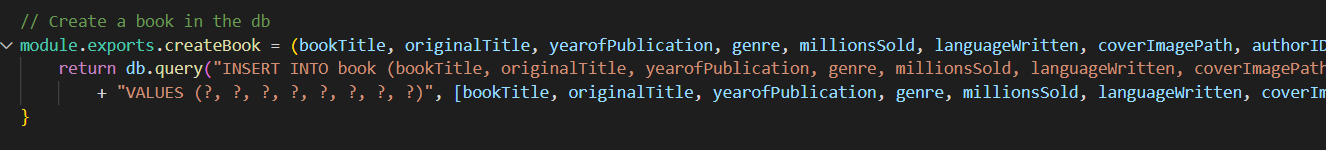 // Create a book in the db
module.exports.createBook = (bookTitle, originalTitle, yearofPublication, genre, millionsSold, languageWritten, coverImagePath, authorID
return db.query("INSERT INTO book (bookTitle, originalTitle, yearofPublication, genre, millionsSold, languageWritten, coverImagePath
+ "VALUES (?, ?, ?, ?, ?, ?, ?, ?)", [bookTitle, originalTitle, yearofPublication, genre, millionsSold, languageWritten, coverIm
}